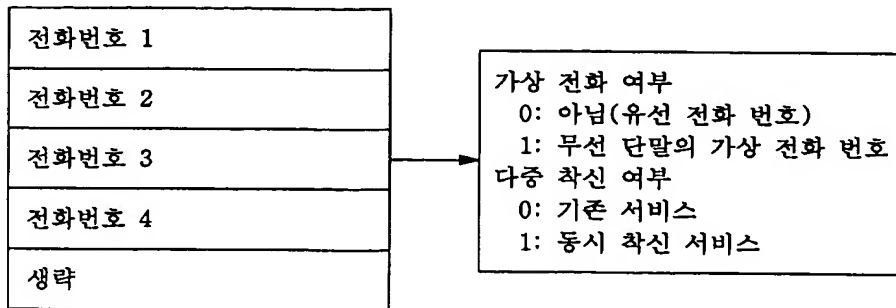 전화번호 1
전화번호 2
전화번호 3
전화번호 4
생략
가상 전화 여부
0: 아님(유선 전화 번호)
1: 무선 단말의 가상 전화 번호
다중 착신 여부
0: 기존 서비스
1: 동시 착신 서비스